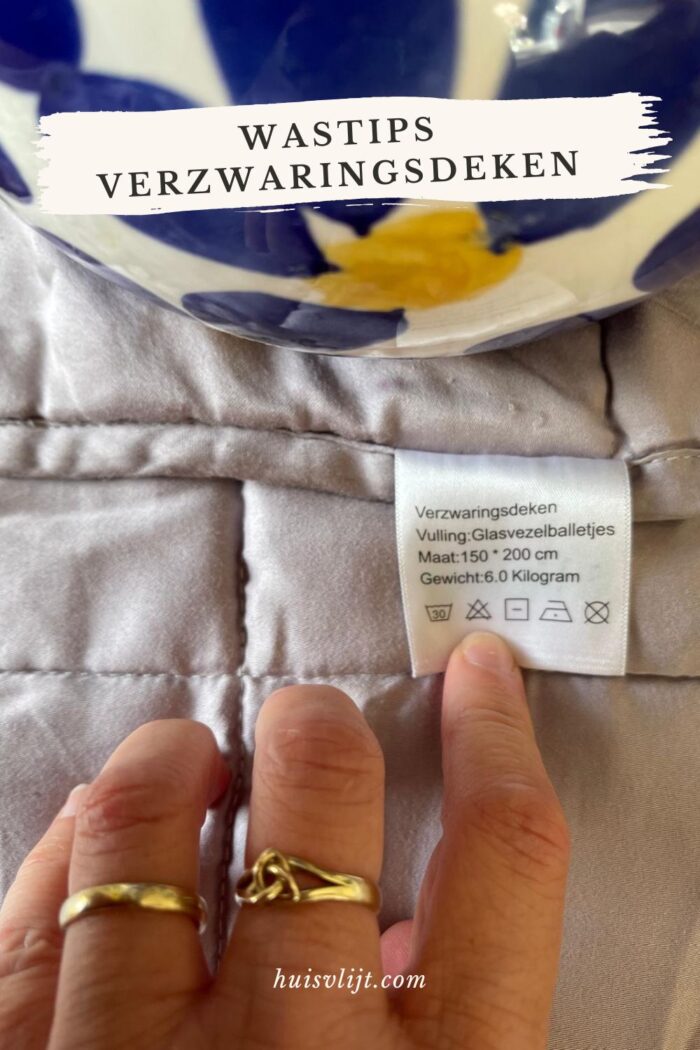 WASTIPS
VERZWARINGSDEKEN
Verzwaringsdeken
Vulling:Glasvezelballetjes
Maat:150 * 200 cm
Gewicht:6.0 Kilogram
30
huisvlijt.com